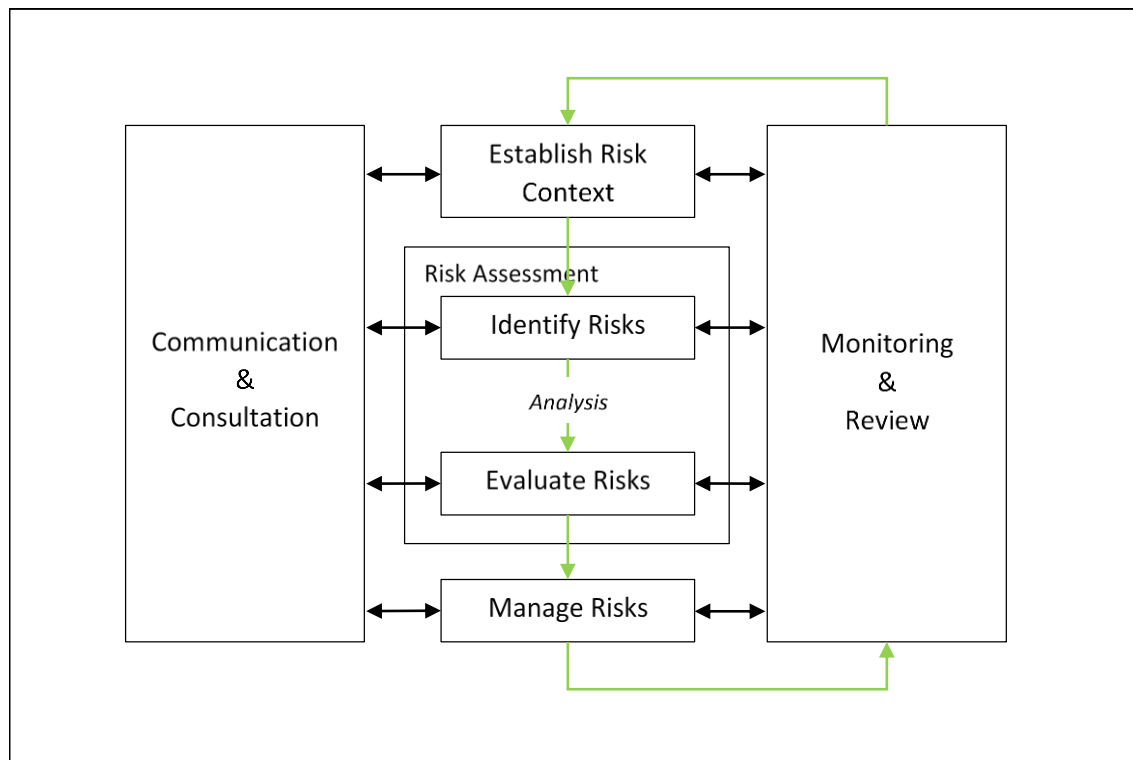 Establish Risk
Context
Risk Assessment
Identify Risks
Communication
&
Consultation
Monitoring
&
Review
Analysis
Evaluate Risks
Manage Risks